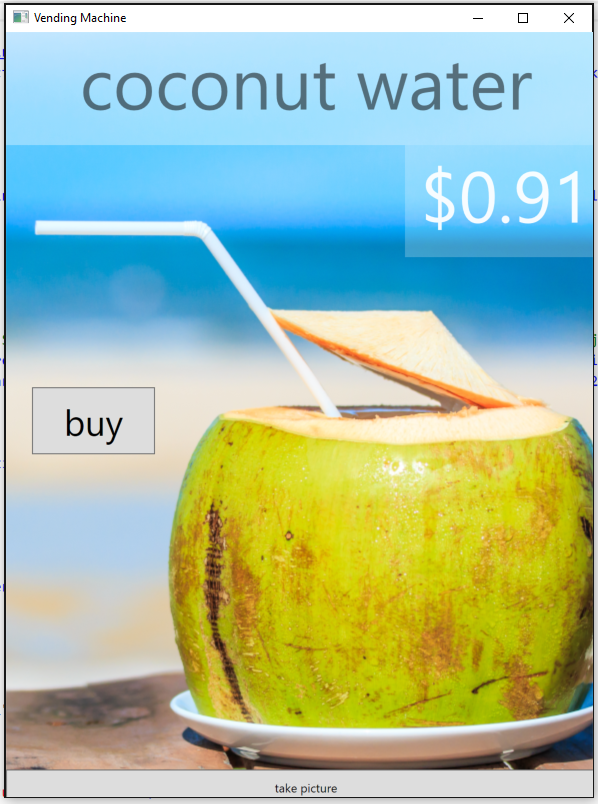 Vending Machine
coconut water
$0.91
buy
take picture